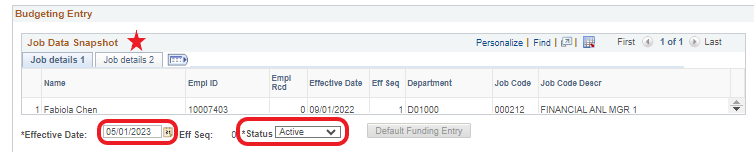 Budgeting Entry
Job Data Snapshot Personalize | Find | First 1 of 1 Last
Job details 1 Job details 2
Name Empl ID Empl Rcd Effective Date Eff Seq Department Job Code Job Code Descr
1 Fabiola Chen 10007403 0 09/01/2022 1 D01000 000212 FINANCIAL ANL MGR 1
*Effective Date: 05/01/2023 Eff Seq: 0 *Status Active Default Funding Entry